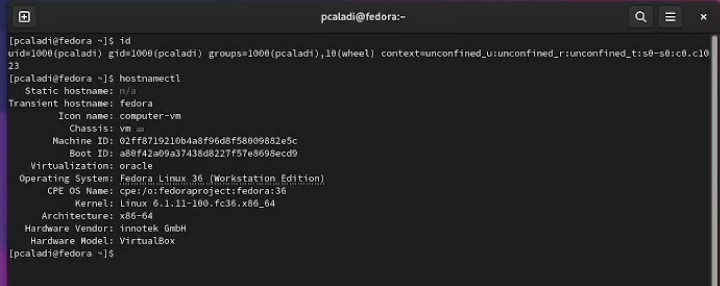 pcaladi@fedora:~
[pcaladi@fedora ~]$ id
uid=1000(pcaladi) gid=1000(pcaladi) groups=1000(pcaladi),10(wheel) context=unconfined_u:unconfined_r:unconfined_t:s0-s0:c0.c10
23
[pcaladi@fedora ~]$ hostnamectl
Static hostname: n/a
Transient hostname: fedora
Icon name: computer-vm
Chassis: vm
Machine ID: 02ff8719210b4a8f96d8f58009882e5c
Boot ID: a80f42a09a37438d8227f57e8698ecd9
Virtualization: oracle
Operating System: Fedora Linux 36 (Workstation Edition)
CPE OS Name: cpe:/o:fedoraproject:fedora:36
Kernel: Linux 6.1.11-100.fc36.x86_64
Architecture: x86-64
Hardware Vendor: innotek GmbH
Hardware Model: VirtualBox
[pcaladi@fedora ~]$